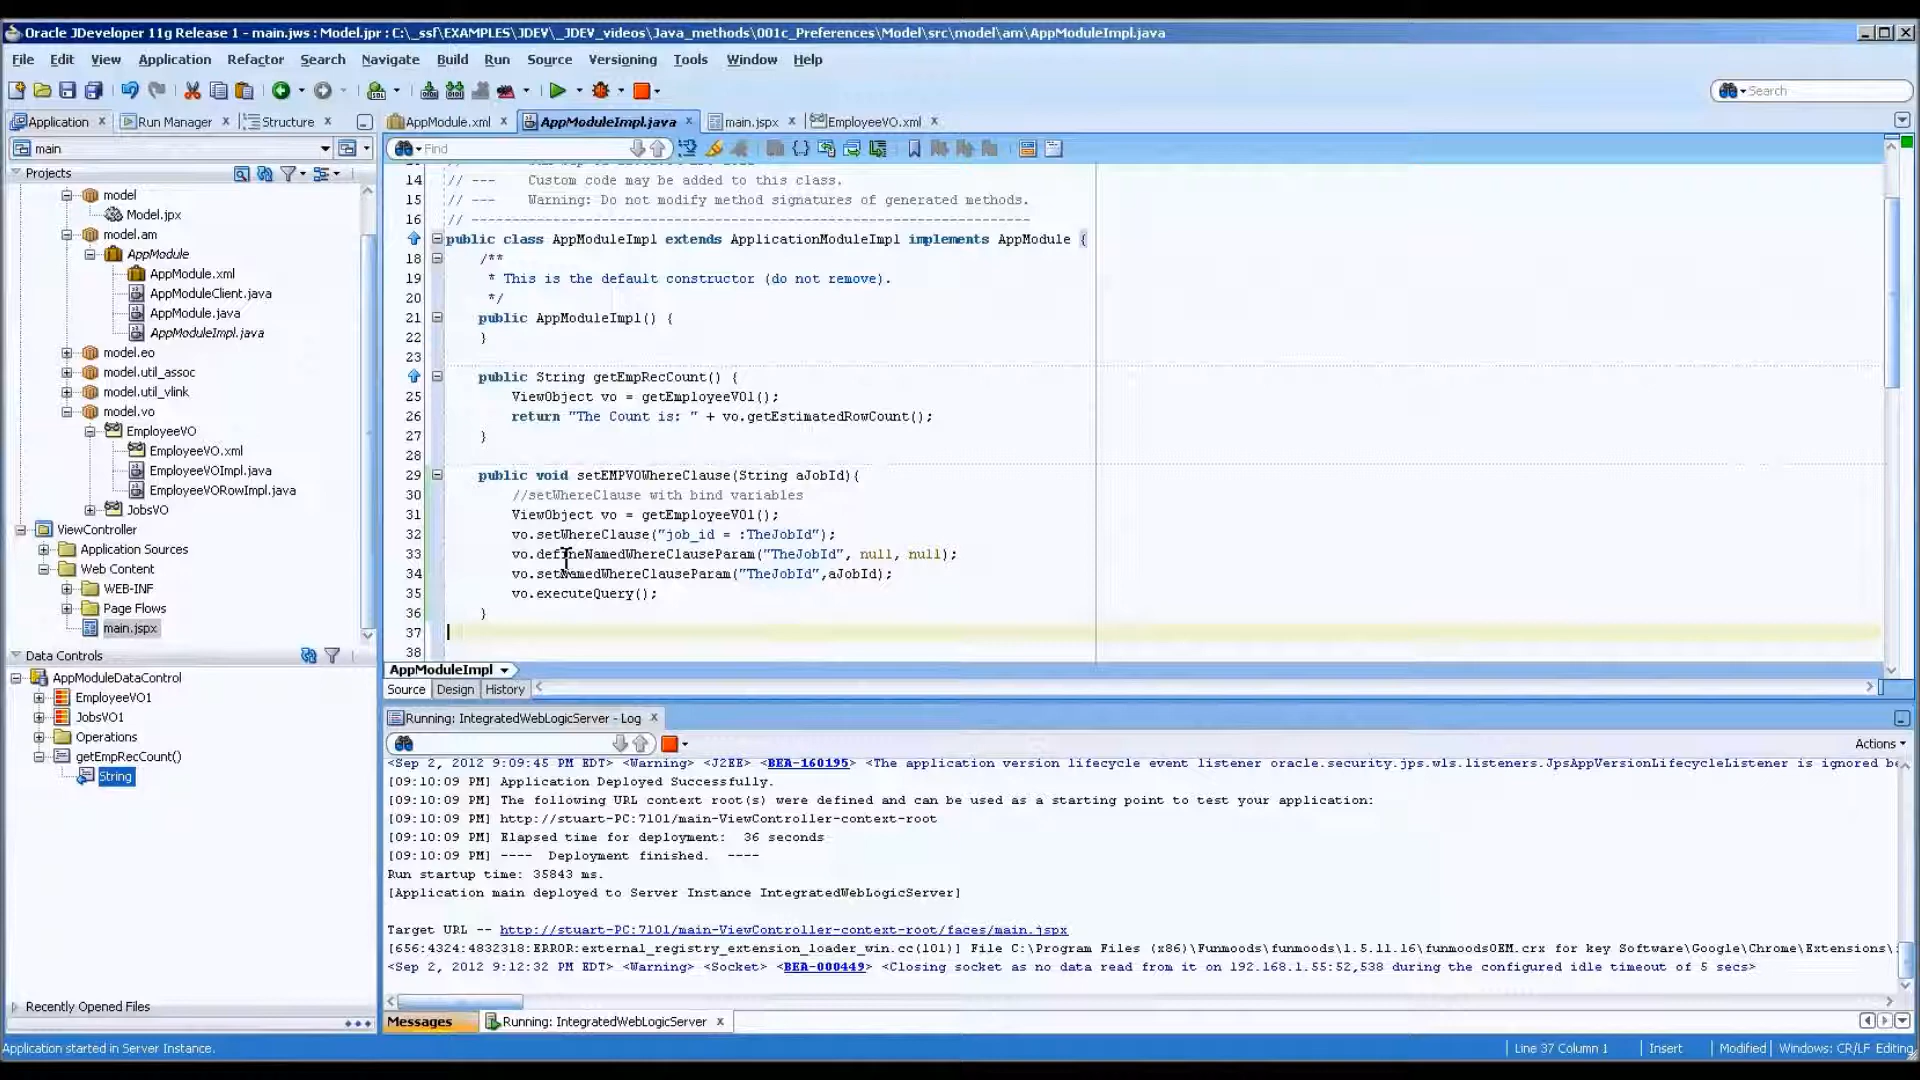 Oracle JDeveloper 11g Release 1 - main.jws : Model.jpr : C:\_ssf\EXAMPLES\JDEV\_JDEV_videos\Java_methods\001c_Preferences\Model\src\model\am\AppModuleImpl.java
File Edit View Application Refactor Search Navigate Build Run Source Versioning Tools Window Help
Search
Application Run Manager Structure
AppModule.xml AppModuleImpl.java main.jspx EmployeeVO.xml
main
Find
Projects
model
Model.jpx
model.am
AppModule
AppModule.xml
AppModuleClient.java
AppModule.java
AppModuleImpl.java
model.eo
model.util_assoc
model.util_vlink
model.vo
EmployeeVO
EmployeeVO.xml
EmployeeVOImpl.java
EmployeeVORowImpl.java
JobsVO
ViewController
Application Sources
Web Content
WEB-INF
Page Flows
main.jspx
Data Controls
AppModuleDataControl
EmployeeVO1
JobsVO1
Operations
getEmpRecCount()
String
Recently Opened Files
14 // --- Custom code may be added to this class.
15 // --- Warning: Do not modify method signatures of generated methods.
16 // ---------------------------------------------------------------------
public class AppModuleImpl extends ApplicationModuleImpl implements AppModule {
18 /**
19 * This is the default constructor (do not remove).
20 */
21 public AppModuleImpl() {
22 }
23
public String getEmpRecCount() {
25 ViewObject vo = getEmployeeVO1();
26 return "The Count is: " + vo.getEstimatedRowCount();
27 }
28
29 public void setEMPVOWhereClause(String aJobId){
30 //setWhereClause with bind variables
31 ViewObject vo = getEmployeeVO1();
32 vo.setWhereClause("job_id = :TheJobId");
33 vo.defineNamedWhereClauseParam("TheJobId", null, null);
34 vo.setNamedWhereClauseParam("TheJobId",aJobId);
35 vo.executeQuery();
36 }
37
38
AppModuleImpl
Source Design History
Running: IntegratedWebLogicServer - Log
Actions
<Sep 2, 2012 9:09:45 PM EDT> <Warning> <J2EE> <BEA-160195> <The application version lifecycle event listener oracle.security.jps.wls.listeners.JpsAppVersionLifecycleListener is ignored be
[09:10:09 PM] Application Deployed Successfully.
[09:10:09 PM] The following URL context root(s) were defined and can be used as a starting point to test your application:
[09:10:09 PM] http://stuart-PC:7101/main-ViewController-context-root
[09:10:09 PM] Elapsed time for deployment: 36 seconds
[09:10:09 PM] ---- Deployment finished. ----
Run startup time: 35843 ms.
[Application main deployed to Server Instance IntegratedWebLogicServer]
Target URL -- http://stuart-PC:7101/main-ViewController-context-root/faces/main.jspx
[656:4324:4832318:ERROR:external_registry_extension_loader_win.cc(101)] File C:\Program Files (x86)\Funmoods\funmoods\1.5.11.16\funmoodsOEM.crx for key Software\Google\Chrome\Extensions\
<Sep 2, 2012 9:12:32 PM EDT> <Warning> <Socket> <BEA-000449> <Closing socket as no data read from it on 192.168.1.55:52,538 during the configured idle timeout of 5 secs>
Messages Running: IntegratedWebLogicServer
Application started in Server Instance. Line 37 Column 1 Insert Modified Windows: CR/LF Editing